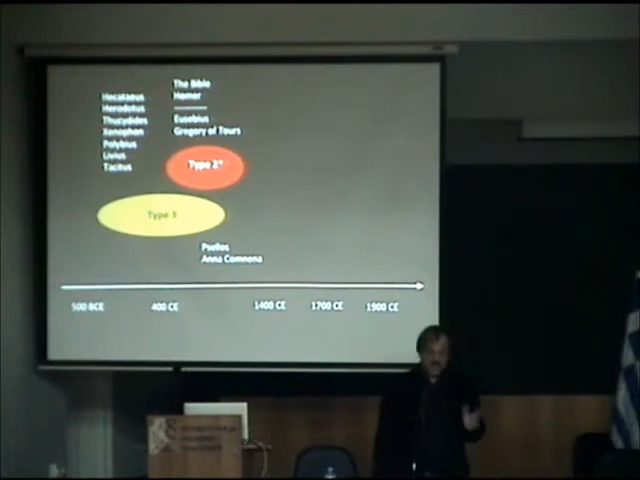 The Bible
Homer
Eusebius
Gregory of Tours
Hecataeus
Herodotus
Thucydides
Xenophon
Polybius
Livius
Tacitus
Type 2*
Type 3
Psellos
Anna Comnena
500 BCE
400 CE
1400 CE
1700 CE
1900 CE